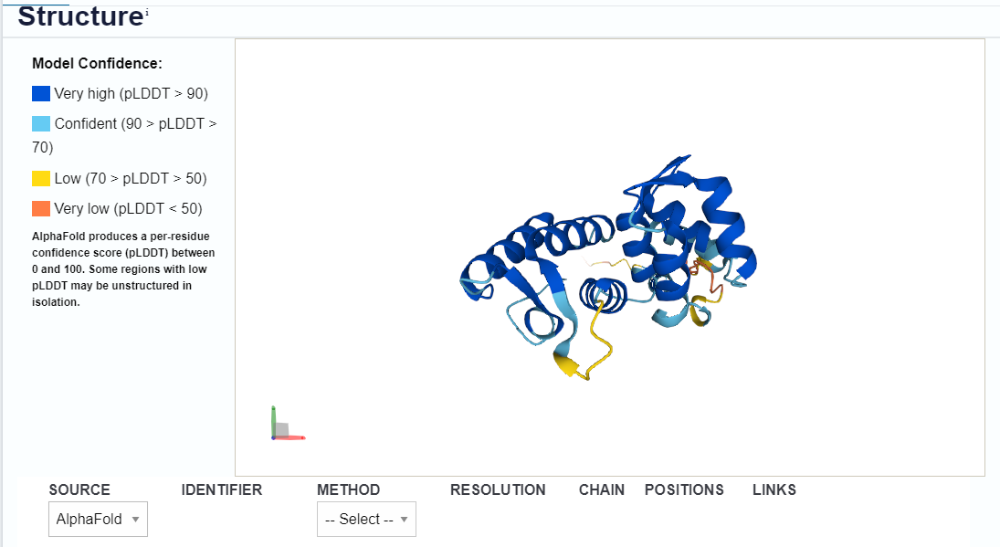 Structureⁱ
Model Confidence:
Very high (pLDDT > 90)
Confident (90 > pLDDT >
70)
Low (70 > pLDDT > 50)
Very low (pLDDT < 50)
AlphaFold produces a per-residue
confidence score (pLDDT) between
0 and 100. Some regions with low
pLDDT may be unstructured in
isolation.
SOURCE IDENTIFIER METHOD RESOLUTION CHAIN POSITIONS LINKS
AlphaFold -- Select --